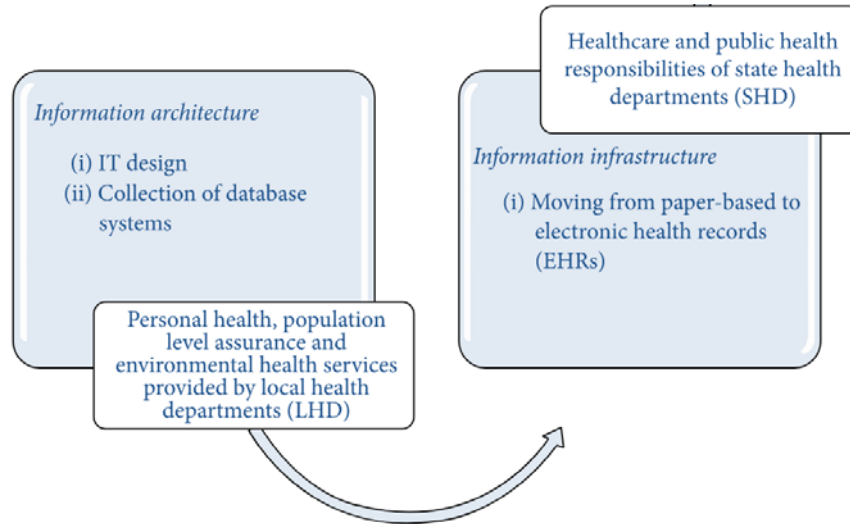 Information architecture
(i) IT design
(ii) Collection of database
systems
Personal health, population
level assurance and
environmental health services
provided by local health
departments (LHD)
Healthcare and public health
responsibilities of state health
departments (SHD)
Information infrastructure
(i) Moving from paper-based to
electronic health records
(EHRs)